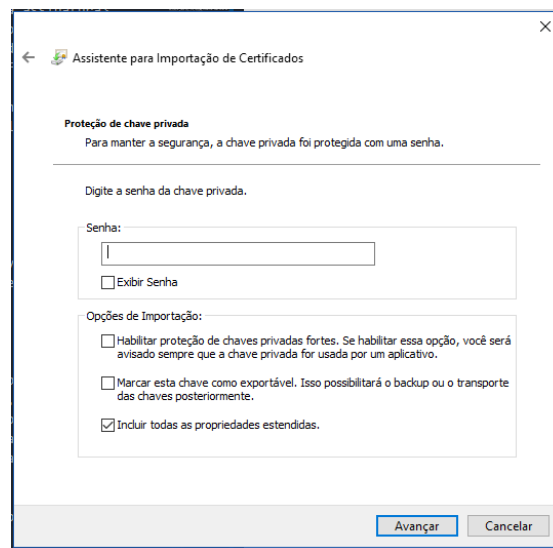 Assistente para Importação de Certificados
Proteção de chave privada
Para manter a segurança, a chave privada foi protegida com uma senha.
Digite a senha da chave privada.
Senha:
Exibir Senha
Opções de Importação:
Habilitar proteção de chaves privadas fortes. Se habilitar essa opção, você será
avisado sempre que a chave privada for usada por um aplicativo.
Marcar esta chave como exportável. Isso possibilitará o backup ou o transporte
das chaves posteriormente.
Incluir todas as propriedades estendidas.
Avançar
Cancelar